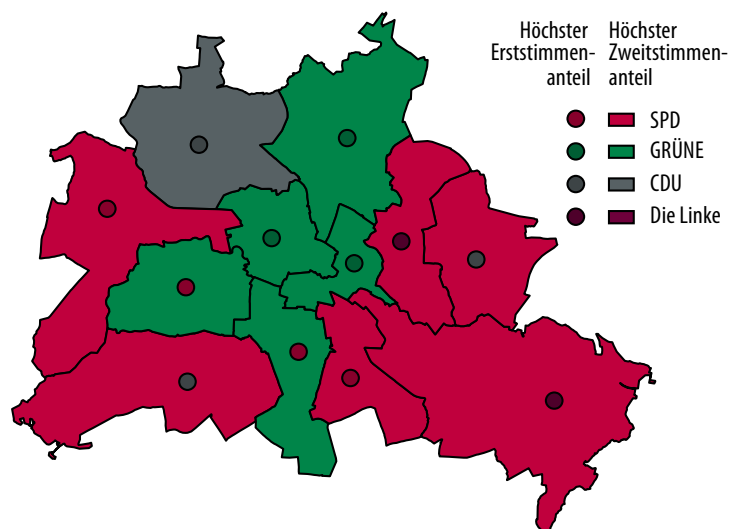 Höchster
Erststimmen-
anteil
Höchster
Zweitstimmen-
anteil
SPD
GRÜNE
CDU
Die Linke